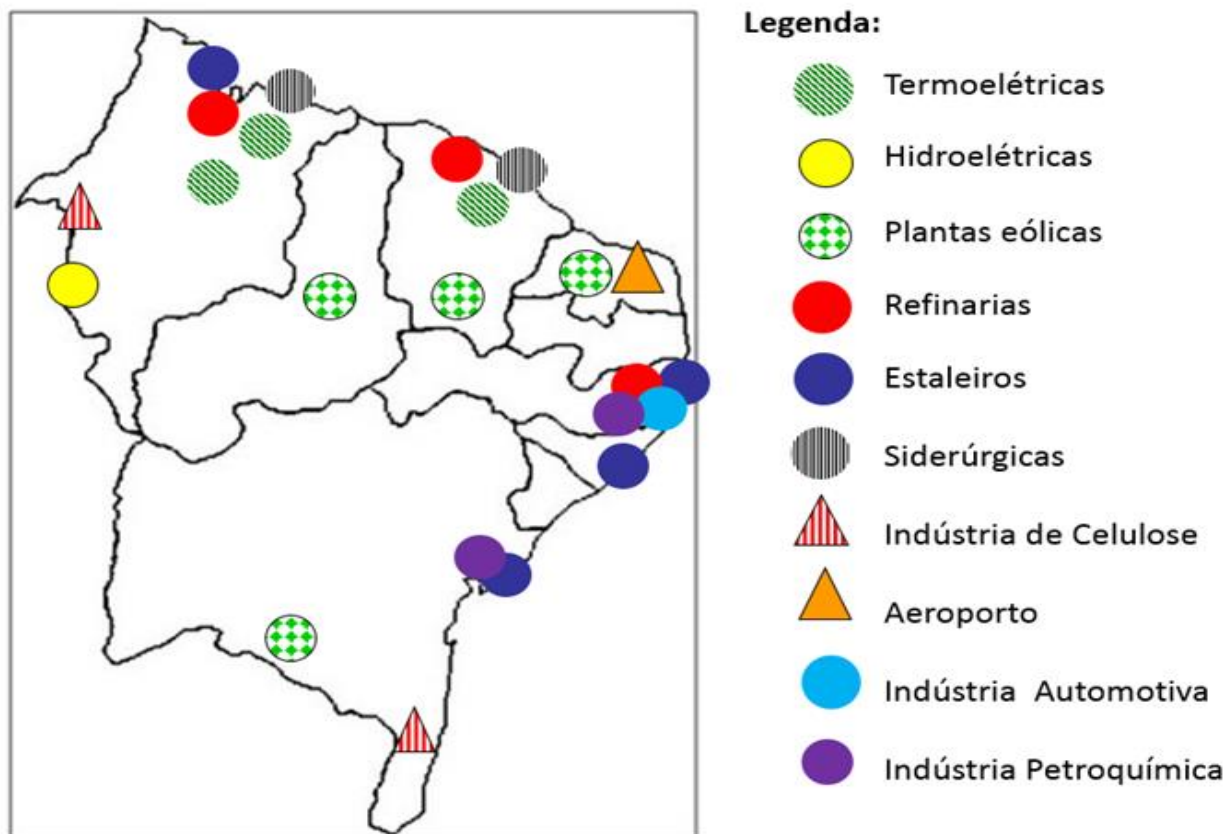 Legenda:
Termoelétricas
Hidroelétricas
Plantas eólicas
Refinarias
Estaleiros
Siderúrgicas
Indústria de Celulose
Aeroporto
Indústria Automotiva
Indústria Petroquímica